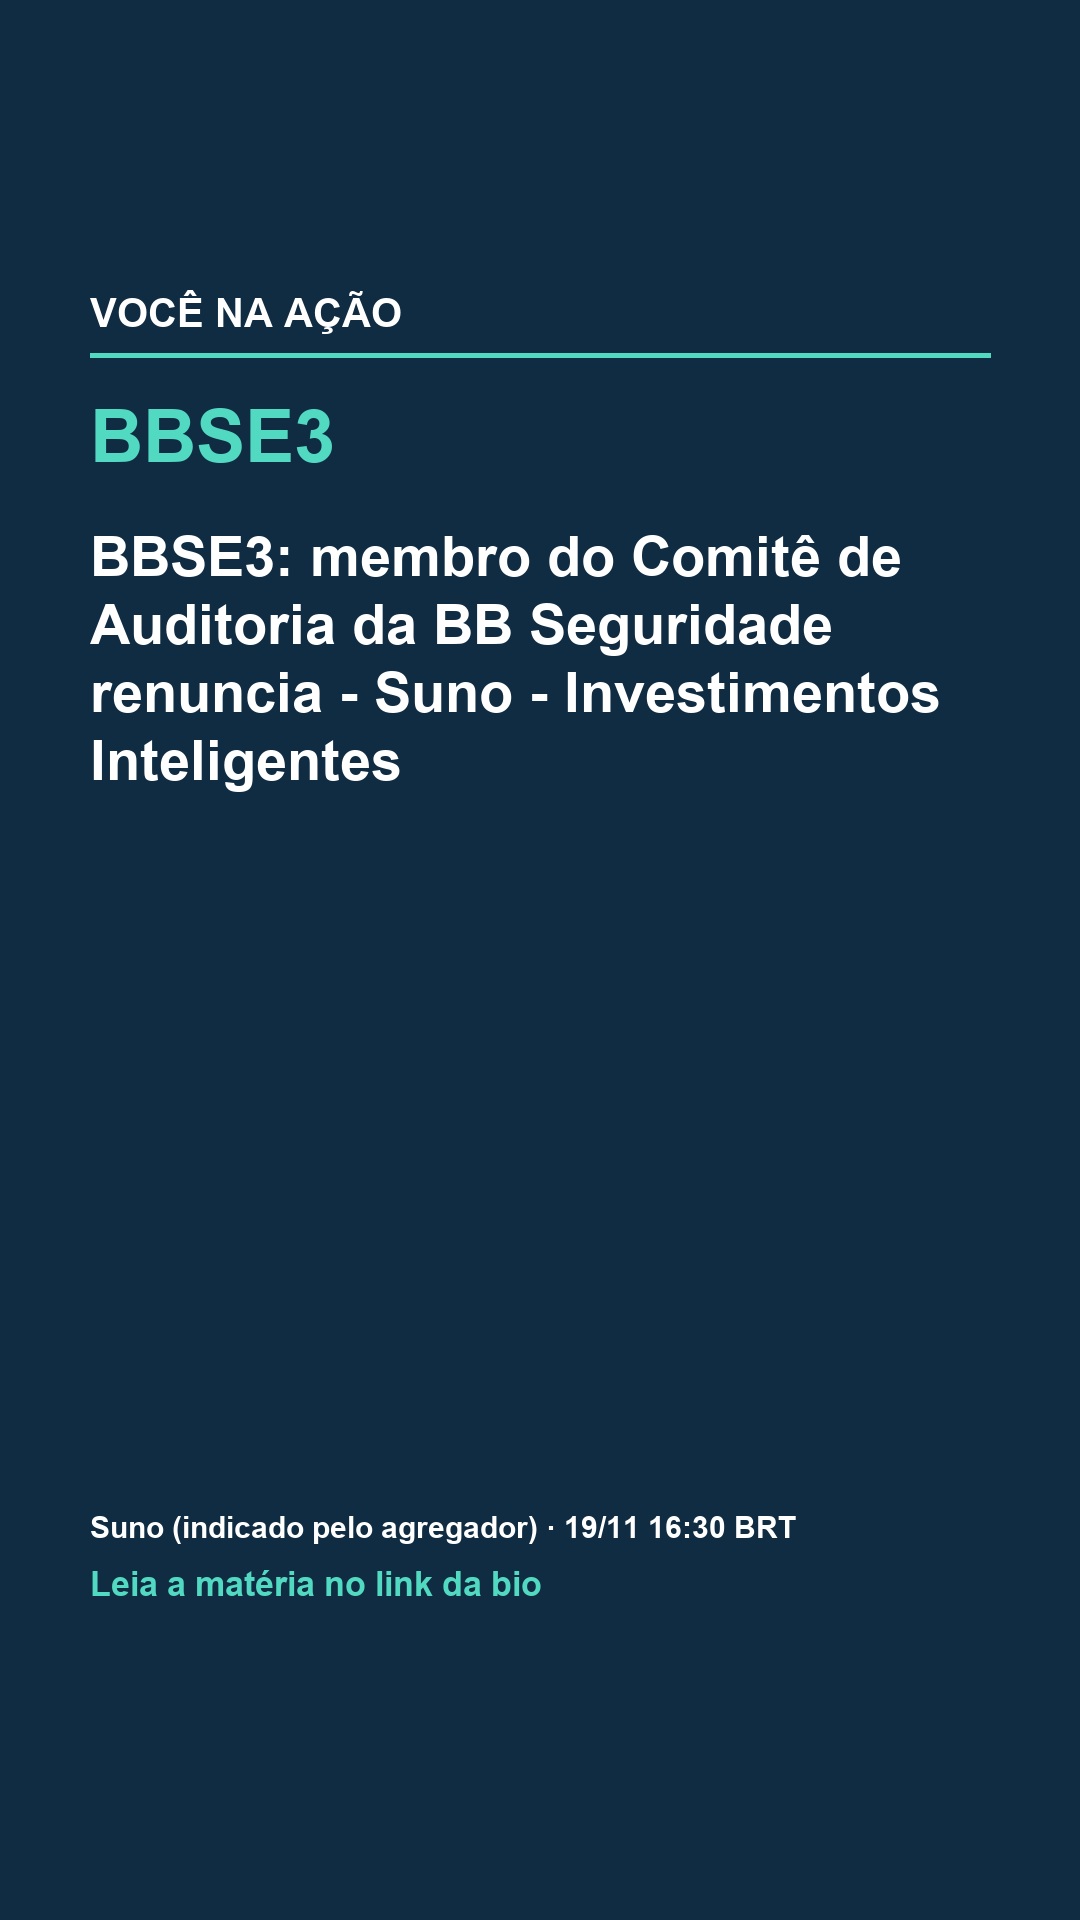 VOCÊ NA AÇÃO
BBSE3
BBSE3: membro do Comitê de
Auditoria da BB Seguridade
renuncia - Suno - Investimentos
Inteligentes
Suno (indicado pelo agregador) · 19/11 16:30 BRT
Leia a matéria no link da bio